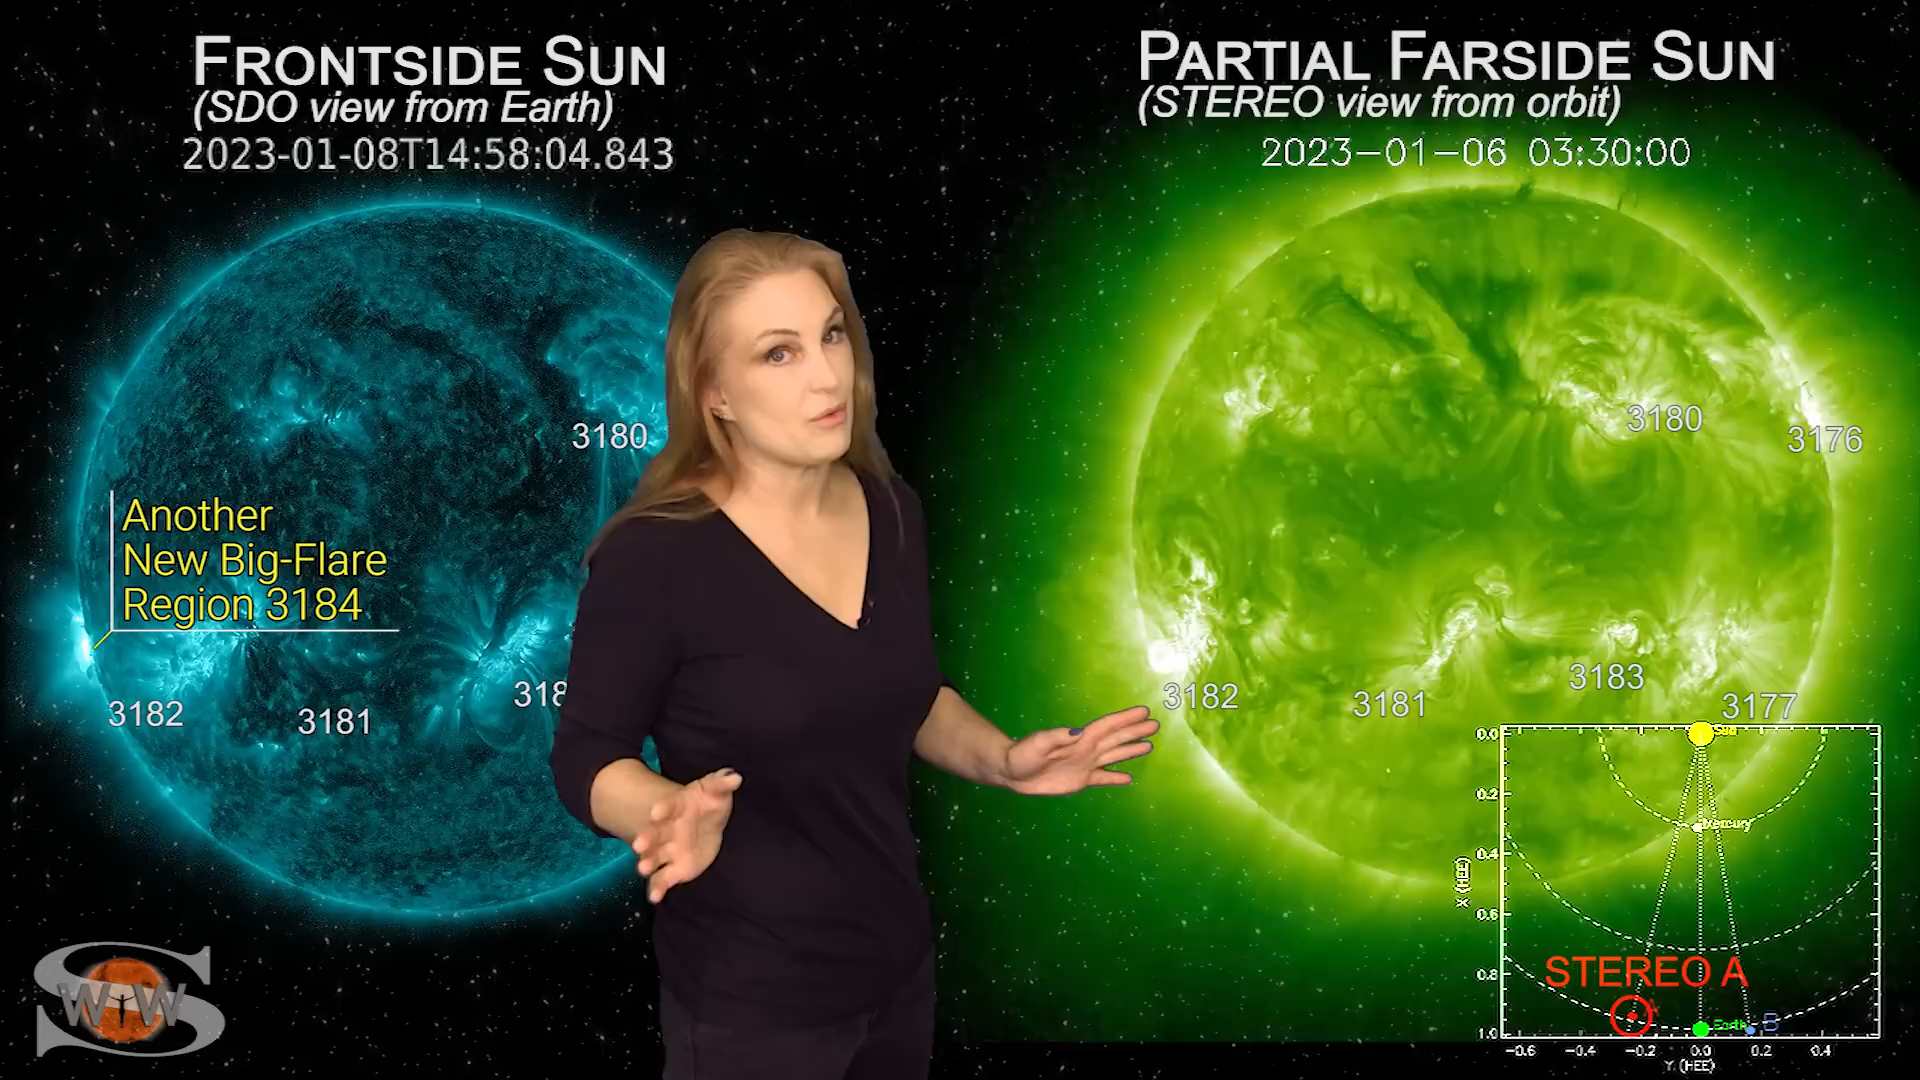 FRONTSIDE SUN
(SDO view from Earth)
2023-01-08T14:58:04.843
PARTIAL FARSIDE SUN
(STEREO view from orbit)
2023-01-06 03:30:00
3180
Another
New Big-Flare
Region 3184
3182
3181
318
3180
3176
3182
3181
3183
3177
Sun
Mercury
STEREO A
A
Earth
B
0.0
0.2
0.4
0.6
0.8
1.0
X (HEE)
-0.6 -0.4 -0.2 0.0 0.2 0.4
Y (HEE)
S
WW